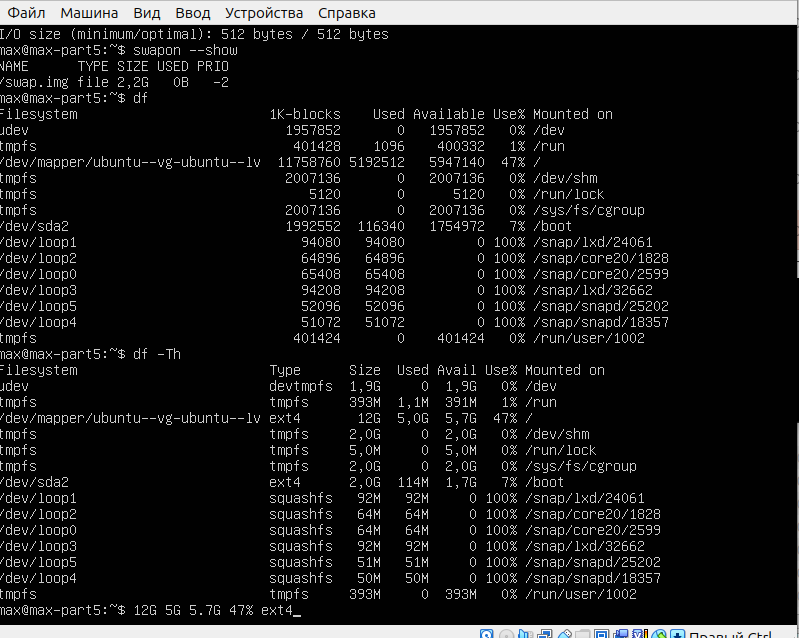 Файл Машина Вид Ввод Устройства Справка
I/O size (minimum/optimal): 512 bytes / 512 bytes
max@max-part5:~$ swapon --show
NAME TYPE SIZE USED PRIO
/swap.img file 2,2G 0B -2
max@max-part5:~$ df
Filesystem 1K-blocks Used Available Use% Mounted on
udev 1957852 0 1957852 0% /dev
tmpfs 401428 1096 400332 1% /run
/dev/mapper/ubuntu--vg-ubuntu--lv 11758760 5192512 5947140 47% /
tmpfs 2007136 0 2007136 0% /dev/shm
tmpfs 5120 0 5120 0% /run/lock
tmpfs 2007136 0 2007136 0% /sys/fs/cgroup
/dev/sda2 1992552 116340 1754972 7% /boot
/dev/loop1 94080 94080 0 100% /snap/lxd/24061
/dev/loop2 64896 64896 0 100% /snap/core20/1828
/dev/loop0 65408 65408 0 100% /snap/core20/2599
/dev/loop3 94208 94208 0 100% /snap/lxd/32662
/dev/loop5 52096 52096 0 100% /snap/snapd/25202
/dev/loop4 51072 51072 0 100% /snap/snapd/18357
tmpfs 401424 0 401424 0% /run/user/1002
max@max-part5:~$ df -Th
Filesystem Type Size Used Avail Use% Mounted on
udev devtmpfs 1,9G 0 1,9G 0% /dev
tmpfs tmpfs 393M 1,1M 391M 1% /run
/dev/mapper/ubuntu--vg-ubuntu--lv ext4 12G 5,0G 5,7G 47% /
tmpfs tmpfs 2,0G 0 2,0G 0% /dev/shm
tmpfs tmpfs 5,0M 0 5,0M 0% /run/lock
tmpfs tmpfs 2,0G 0 2,0G 0% /sys/fs/cgroup
/dev/sda2 ext4 2,0G 114M 1,7G 7% /boot
/dev/loop1 squashfs 92M 92M 0 100% /snap/lxd/24061
/dev/loop2 squashfs 64M 64M 0 100% /snap/core20/1828
/dev/loop0 squashfs 64M 64M 0 100% /snap/core20/2599
/dev/loop3 squashfs 92M 92M 0 100% /snap/lxd/32662
/dev/loop5 squashfs 51M 51M 0 100% /snap/snapd/25202
/dev/loop4 squashfs 50M 50M 0 100% /snap/snapd/18357
tmpfs tmpfs 393M 0 393M 0% /run/user/1002
max@max-part5:~$ 12G 5G 5.7G 47% ext4_
Правый Ctrl